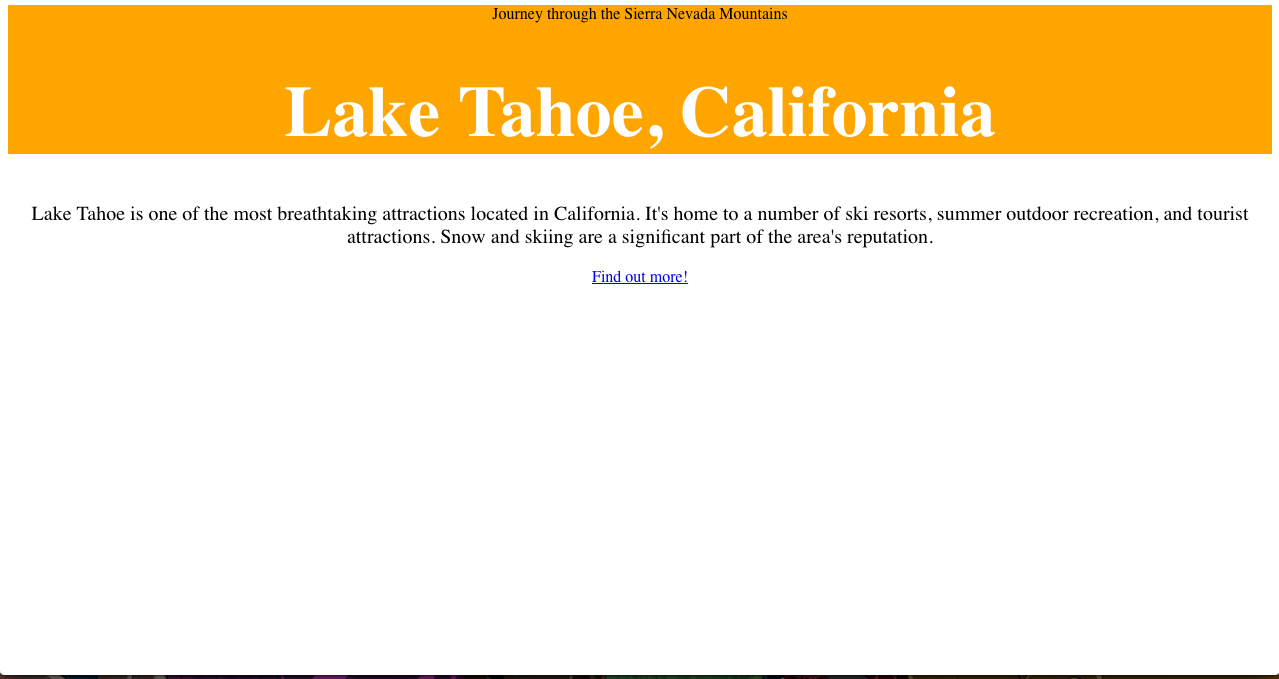 Journey through the Sierra Nevada Mountains
Lake Tahoe, California
Lake Tahoe is one of the most breathtaking attractions located in California. It's home to a number of ski resorts, summer outdoor recreation, and tourist
attractions. Snow and skiing are a significant part of the area's reputation.
Find out more!